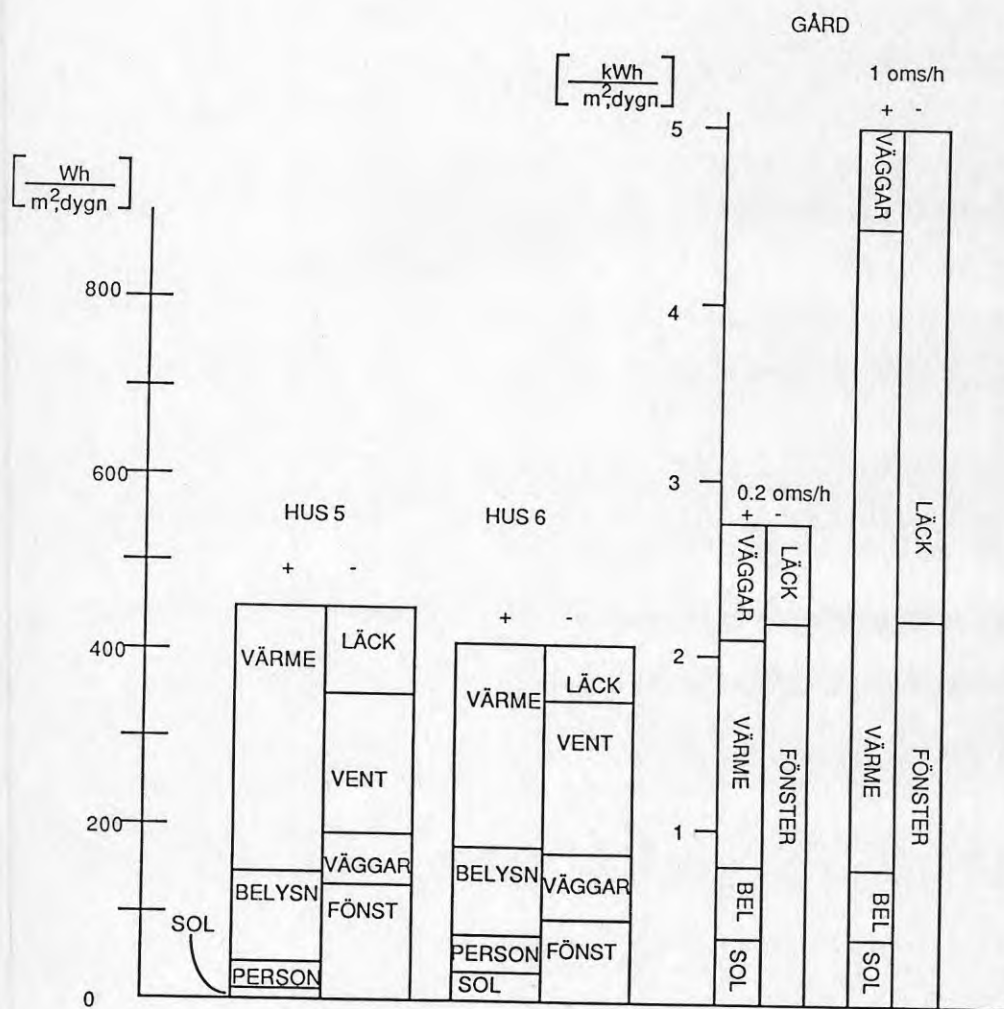 GÅRD
kWh
m²,dygn
1 oms/h
+ -
5
4
3
2
1
Wh
m²,dygn
800
600
400
200
0
HUS 5
+ -
VÄRME
BELYSN
PERSON
SOL
LÄCK
VENT
VÄGGAR
FÖNST
HUS 6
+ -
VÄRME
BELYSN
PERSON
SOL
LÄCK
VENT
VÄGGAR
FÖNST
0.2 oms/h
+ -
VÄGGAR
VÄRME
BEL
SOL
LÄCK
FÖNSTER
VÄGGAR
VÄRME
BEL
SOL
LÄCK
FÖNSTER